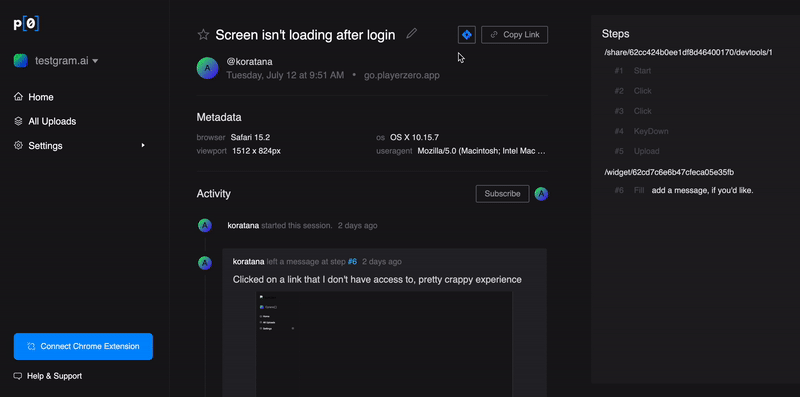 p[0]
testgram.ai
Home
All Uploads
Settings
Connect Chrome Extension
Help & Support
Screen isn't loading after login
Copy Link
A
@koratana
Tuesday, July 12 at 9:51 AM • go.playerzero.app
Metadata
browser Safari 15.2
os OS X 10.15.7
viewport 1512 x 824px
useragent Mozilla/5.0 (Macintosh; Intel Mac ...
Activity
Subscribe
A
A
koratana started this session. 2 days ago
A
koratana left a message at step #6 2 days ago
Clicked on a link that I don't have access to, pretty crappy experience
Steps
/share/62cc424b0ee1df8d46400170/devtools/1
#1 Start
#2 Click
#3 Click
#4 KeyDown
#5 Upload
/widget/62cd7c6e6b47cfeca05e35fb
#6 Fill add a message, if you'd like.